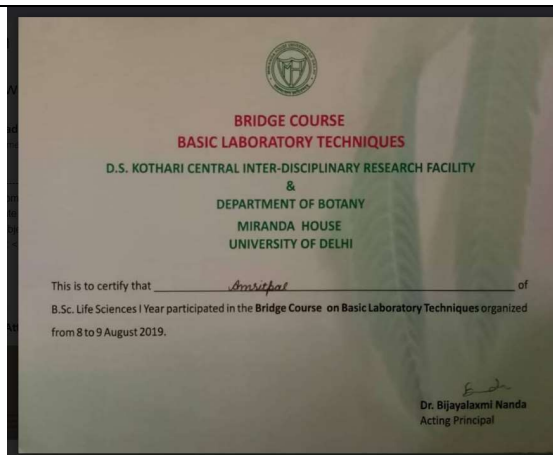 BRIDGE COURSE
BASIC LABORATORY TECHNIQUES
D.S. KOTHARI CENTRAL INTER-DISCIPLINARY RESEARCH FACILITY
&
DEPARTMENT OF BOTANY
MIRANDA HOUSE
UNIVERSITY OF DELHI
This is to certify that Amritpal of
B.Sc. Life Sciences I Year participated in the Bridge Course on Basic Laboratory Techniques organized
from 8 to 9 August 2019.
Dr. Bijayalaxmi Nanda
Acting Principal